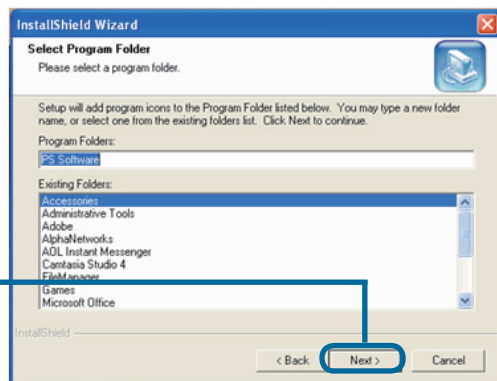 InstallShield Wizard
Select Program Folder
Please select a program folder.
Setup will add program icons to the Program Folder listed below. You may type a new folder
name, or select one from the existing folders list. Click Next to continue.
Program Folders:
PS Software
Existing Folders:
Accessories
Administrative Tools
Adobe
AlphaNetworks
AOL Instant Messenger
Camtasia Studio 4
FileManager
Games
Microsoft Office
InstallShield
< Back
Next >
Cancel